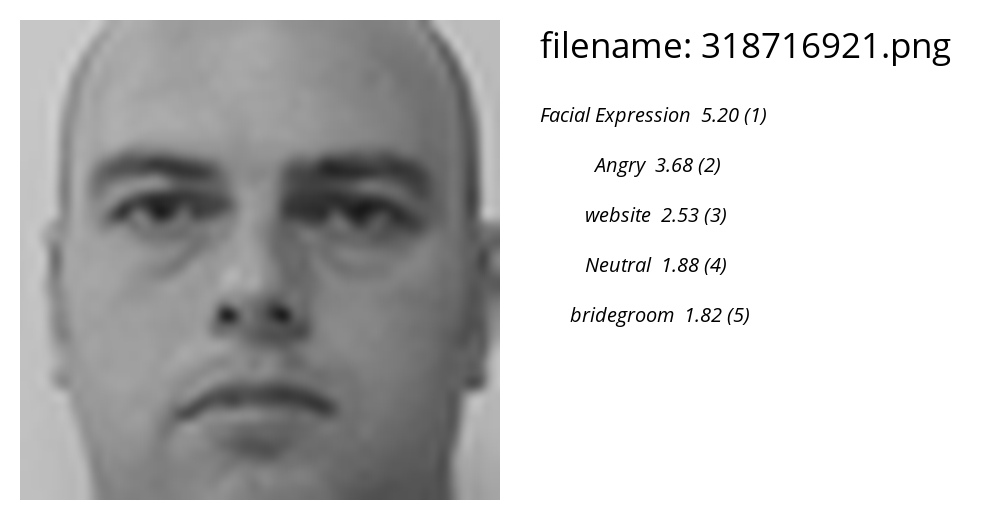 filename: 318716921.png
Facial Expression 5.20 (1)
Angry 3.68 (2)
website 2.53 (3)
Neutral 1.88 (4)
bridegroom 1.82 (5)